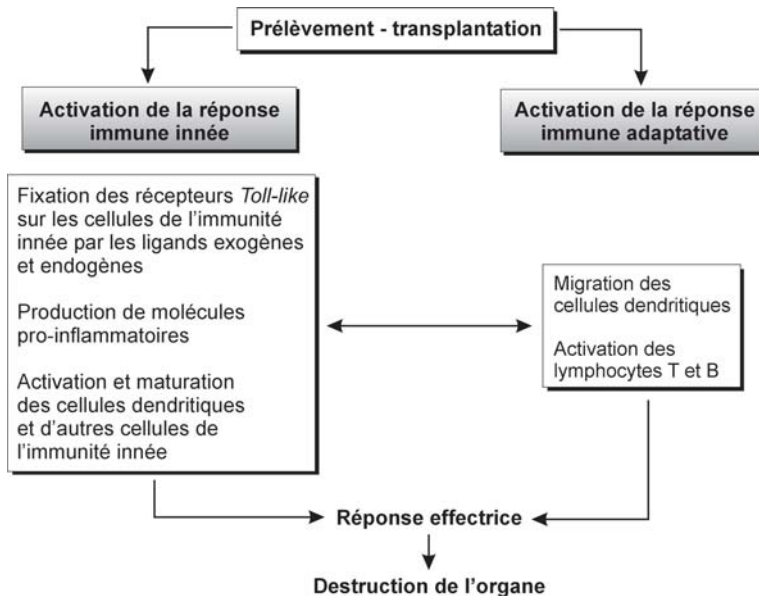 Prélèvement - transplantation
Activation de la réponse
immune innée
Activation de la réponse
immune adaptative
Fixation des récepteurs Toll-like
sur les cellules de l'immunité
innée par les ligands exogènes
et endogènes
Production de molécules
pro-inflammatoires
Activation et maturation
des cellules dendritiques
et d'autres cellules de
l'immunité innée
Migration des
cellules dendritiques
Activation des
lymphocytes T et B
Réponse effectrice
Destruction de l'organe